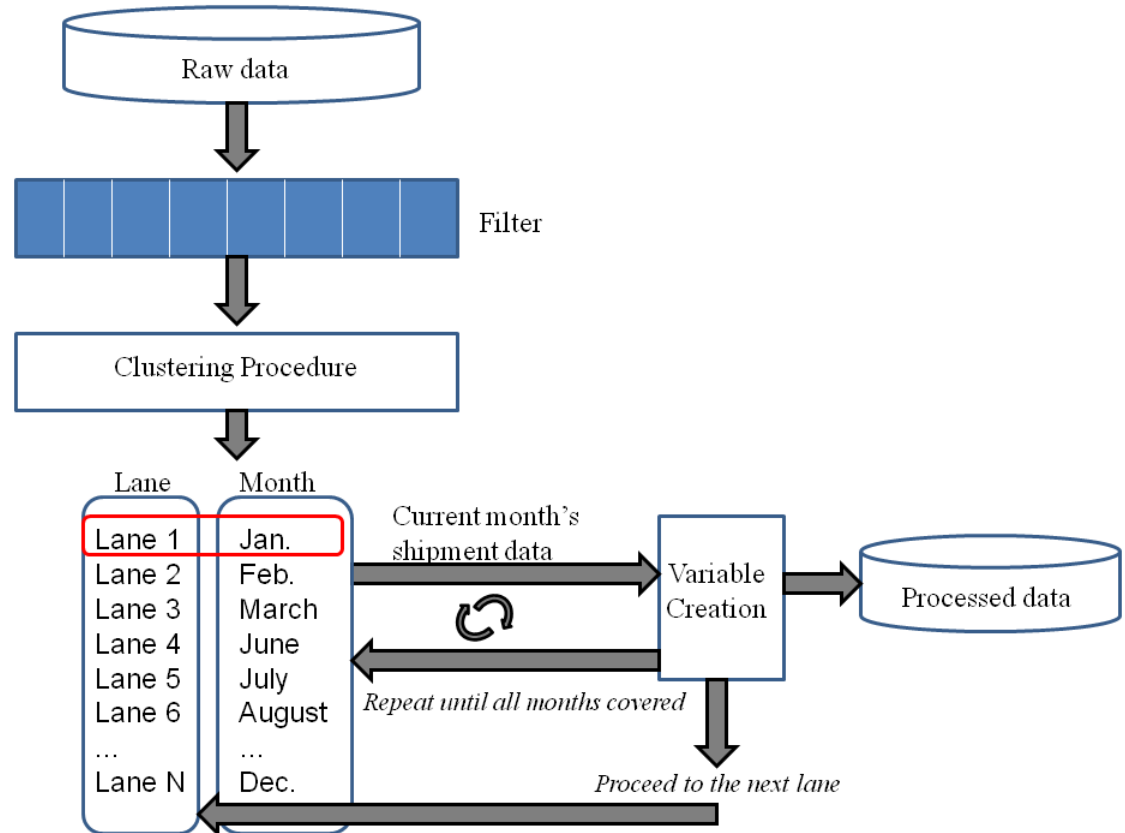 Raw data
Filter
Clustering Procedure
Lane
Month
Lane 1
Jan.
Lane 2
Feb.
Lane 3
March
Lane 4
June
Lane 5
July
Lane 6
August
...
...
Lane N
Dec.
Current month's
shipment data
Repeat until all months covered
Variable
Creation
Processed data
Proceed to the next lane